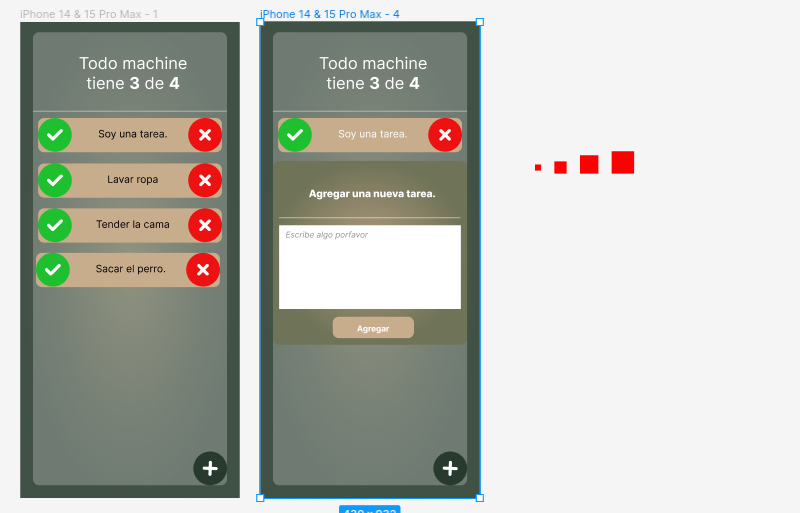 iPhone 14 & 15 Pro Max - 1
Todo machine
tiene 3 de 4
Soy una tarea.
Lavar ropa
Tender la cama
Sacar el perro.
iPhone 14 & 15 Pro Max - 4
Todo machine
tiene 3 de 4
Soy una tarea.
Agregar una nueva tarea.
Escribe algo porfavor
Agregar